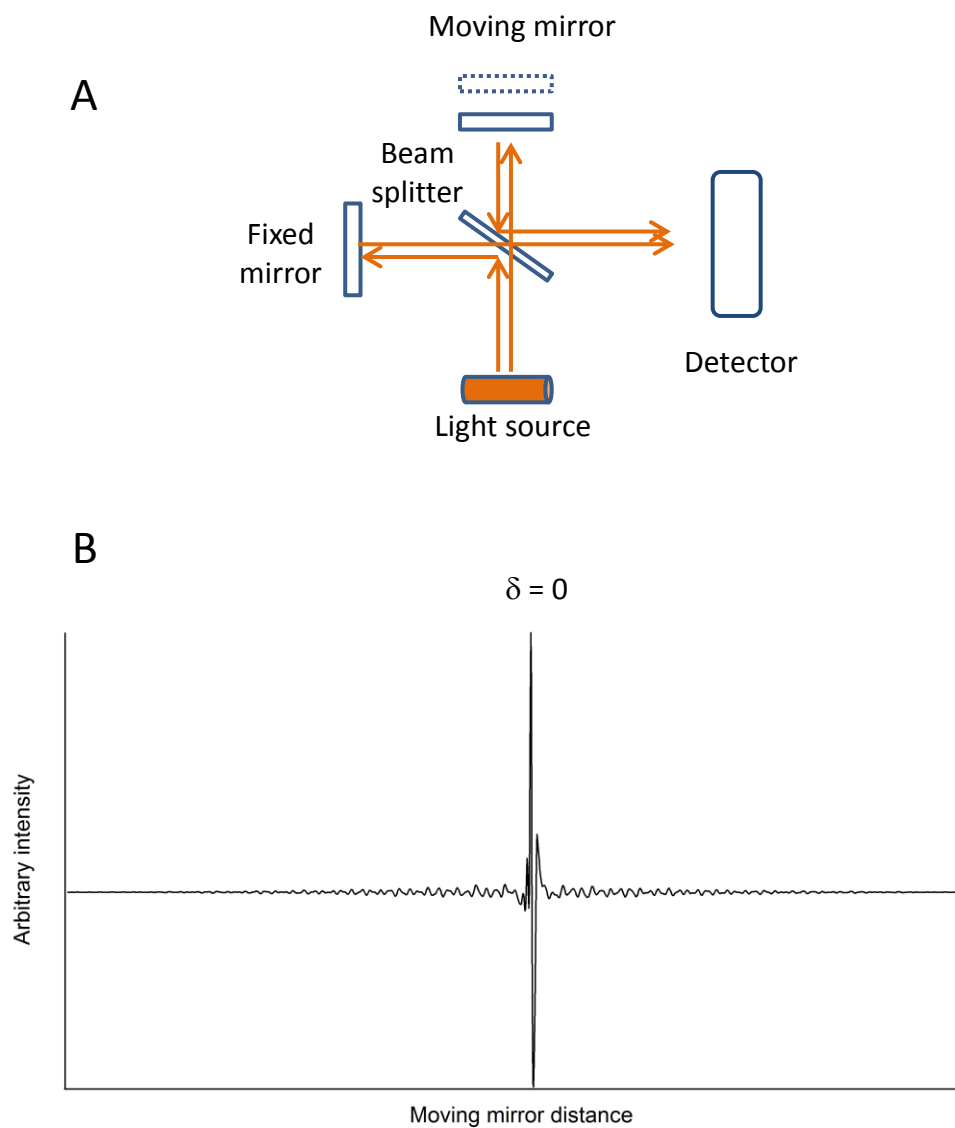 Moving mirror
A
Beam
splitter
Fixed
mirror
Detector
Light source
B
δ = 0
Arbitrary intensity
Moving mirror distance